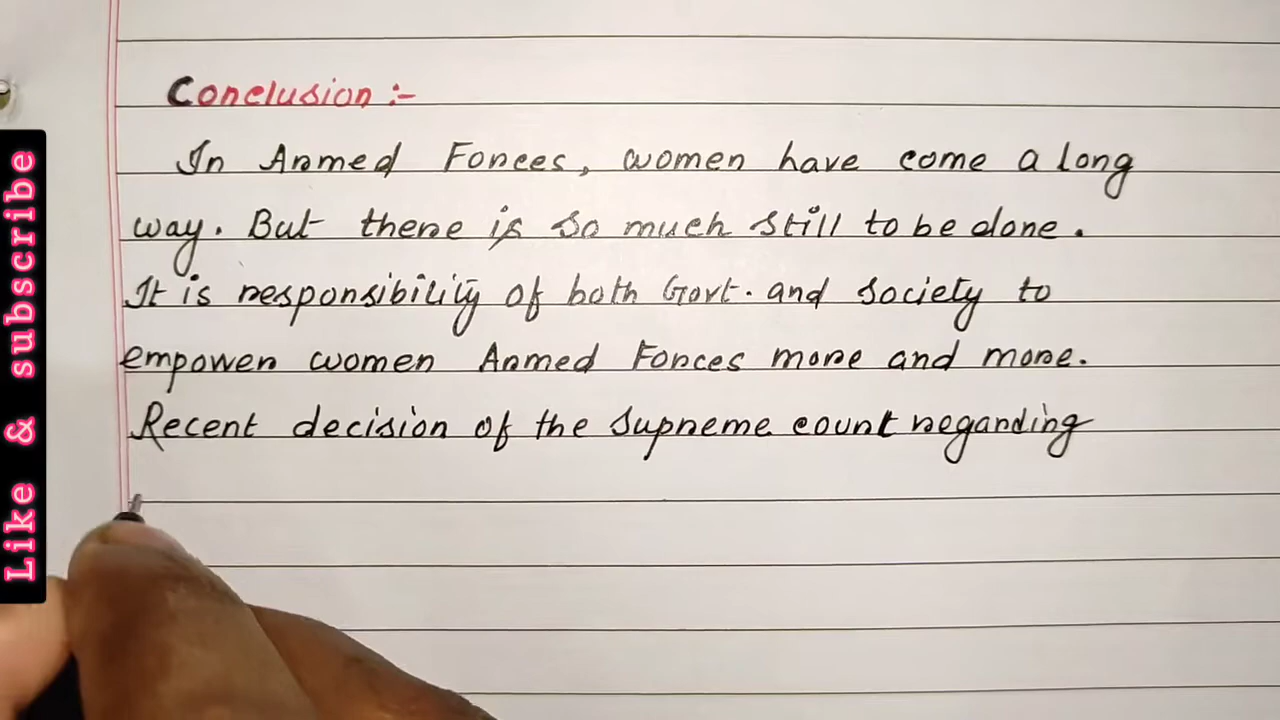 Conclusion :-
In Armed Forces, women have come a long
way. But there is so much still to be done.
It is responsibility of both Govt. and society to
empower women Armed Forces more and more.
Recent decision of the supreme court regarding
Like & subscribe